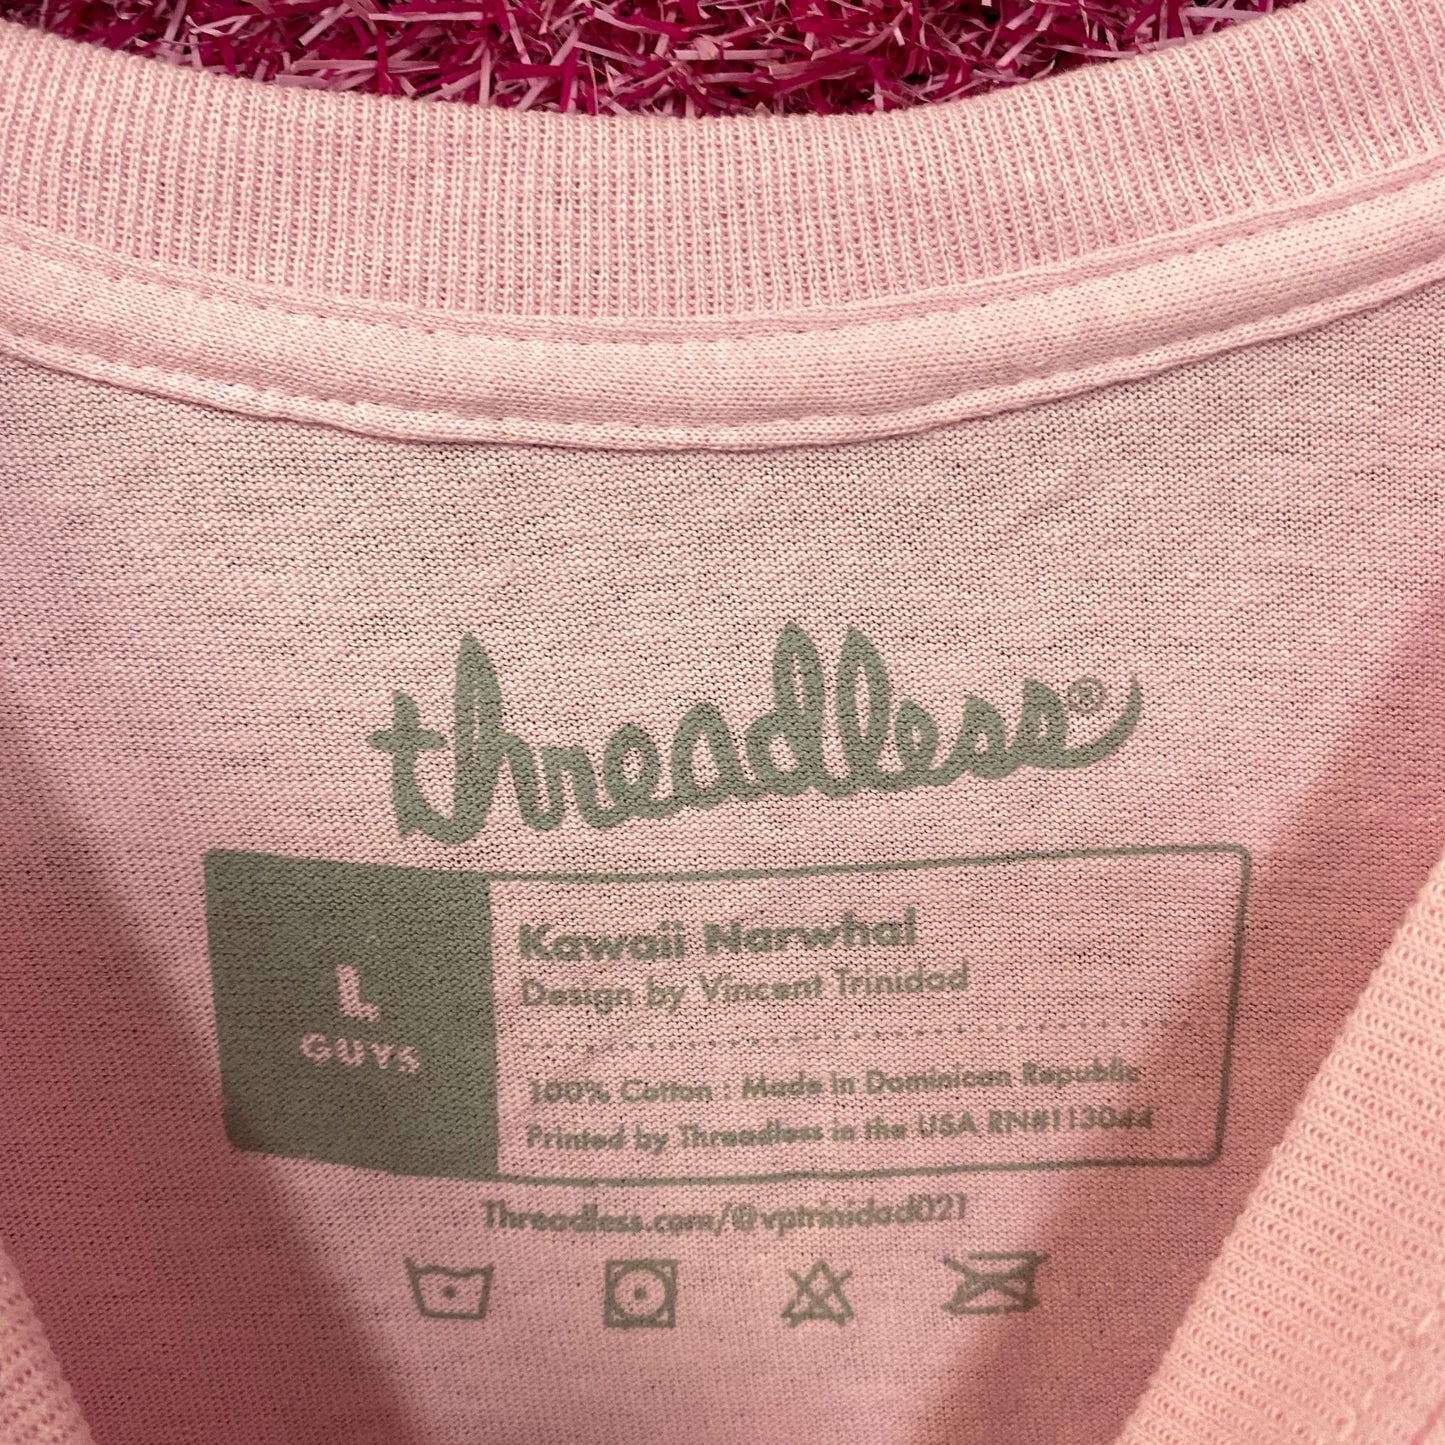 threadless®
L
GUYS
Kawaii Narwhal
Design by Vincent Trinidad
100% Cotton : Made in Dominican Republic
Printed by Threadless in the USA RN#113044
Threadless.com/@vptrinidad021